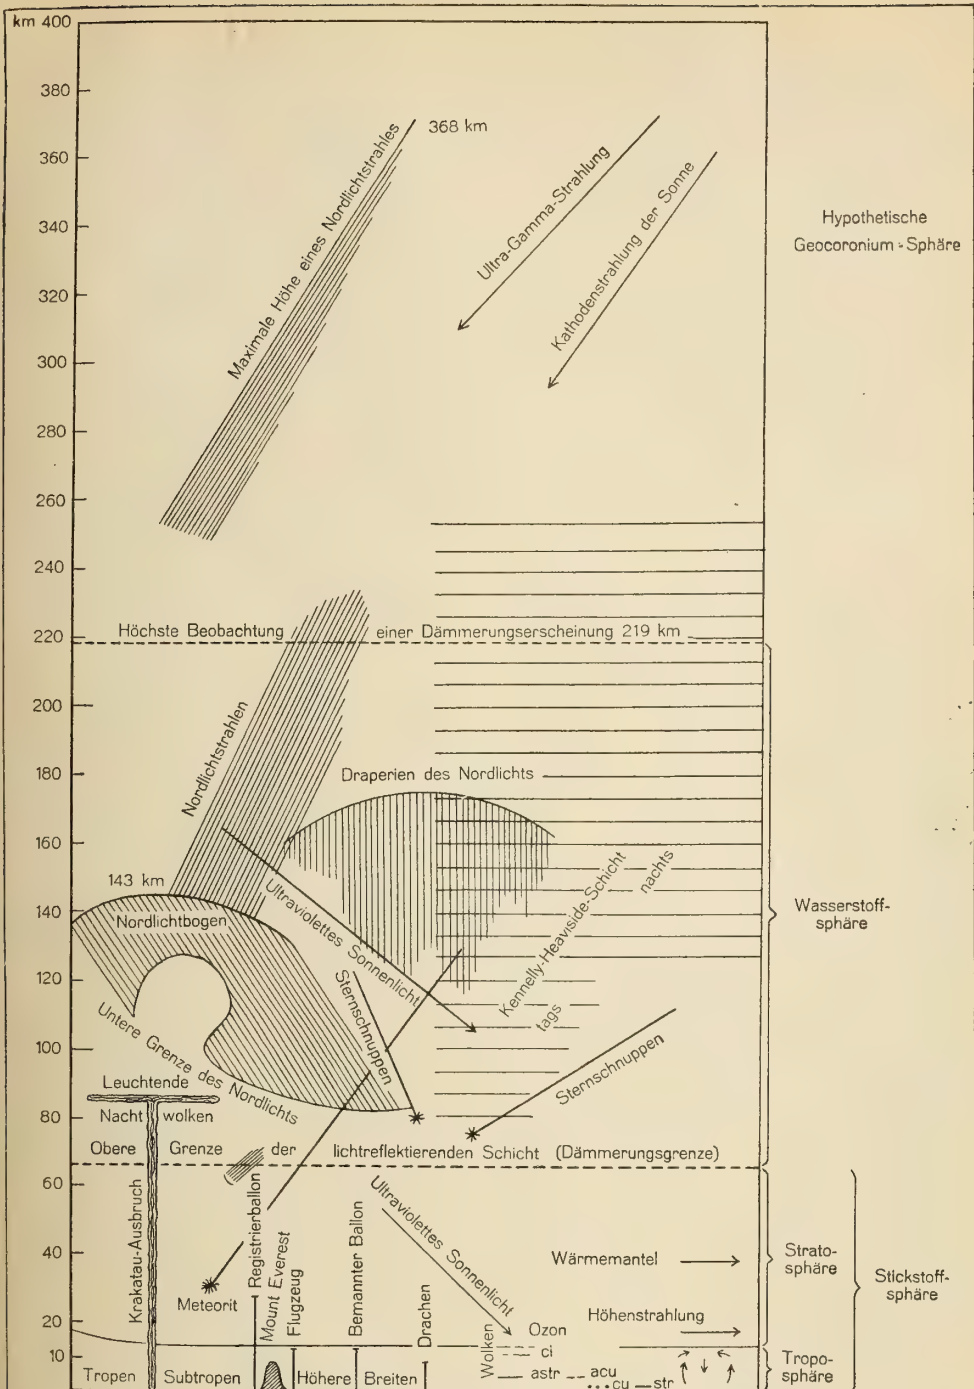 km 400
380
360
340
320
300
280
260
240
220
200
180
160
140
120
100
80
60
40
20
10
368 km
Maximale Höhe eines Nordlichtstrahles
Ultra-Gamma-Strahlung
Kathodenstrahlung der Sonne
Hypothetische
Geocoronium-Sphäre
Höchste Beobachtung einer Dämmerungserscheinung 219 km
Nordlichtstrahlen
Draperien des Nordlichts
143 km
Nordlichtbogen
Ultraviolettes Sonnenlicht
Kennelly-Heaviside-Schicht
nachts
tags
Wasserstoff-
sphäre
Sternschnuppen
Sternschnuppen
Untere Grenze des Nordlichts
Leuchtende
Nacht wolken
Obere Grenze der lichtreflektierenden Schicht (Dämmerungsgrenze)
Krakatau-Ausbruch
Meteorit
Registrierballon
Mount Everest
Flugzeug
Bemannter Ballon
Drachen
Ultraviolettes Sonnenlicht
Wärmemantel
Höhenstrahlung
Ozon
Wolken
ci
astr
acu
cu
str
Strato-
sphäre
Stickstoff-
sphäre
Tropo-
sphäre
Tropen
Subtropen
Höhere
Breiten